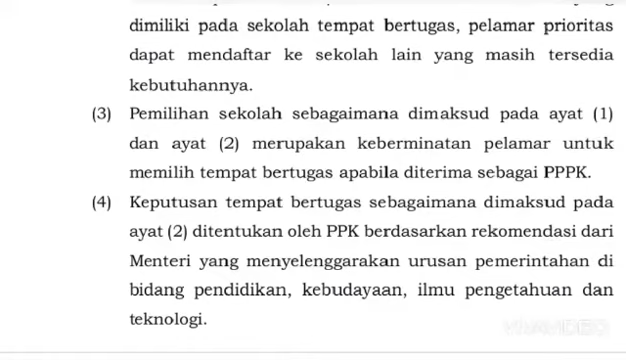 dimiliki pada sekolah tempat bertugas, pelamar prioritas
dapat mendaftar ke sekolah lain yang masih tersedia
kebutuhannya.
(3) Pemilihan sekolah sebagaimana dimaksud pada ayat (1)
dan ayat (2) merupakan keberminatan pelamar untuk
memilih tempat bertugas apabila diterima sebagai PPPK.
(4) Keputusan tempat bertugas sebagaimana dimaksud pada
ayat (2) ditentukan oleh PPK berdasarkan rekomendasi dari
Menteri yang menyelenggarakan urusan pemerintahan di
bidang pendidikan, kebudayaan, ilmu pengetahuan dan
teknologi.
VIVAVIDEO